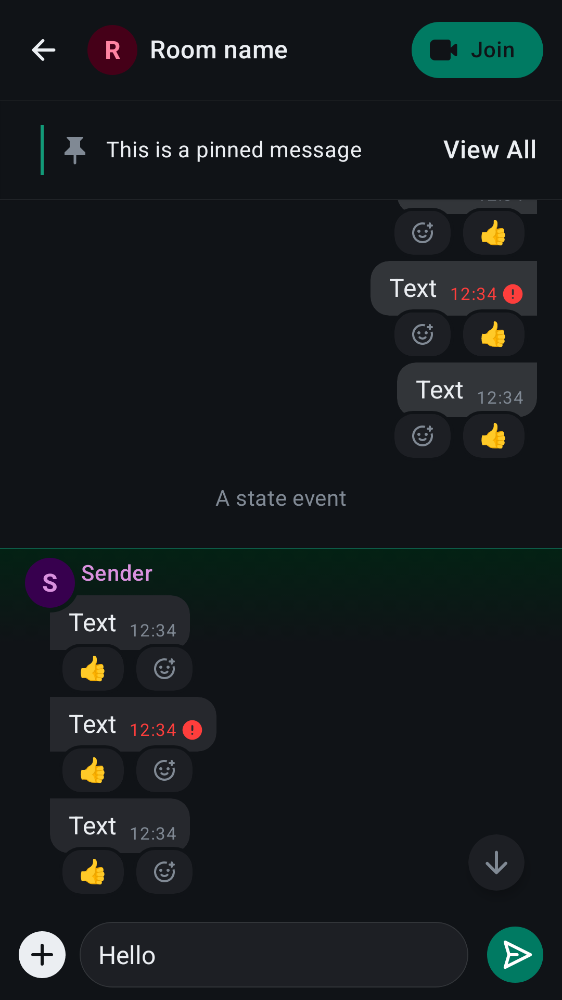 R Room name Join
This is a pinned message View All
Text 12:34
Text 12:34
A state event
S Sender
Text 12:34
Text 12:34
Text 12:34
Hello